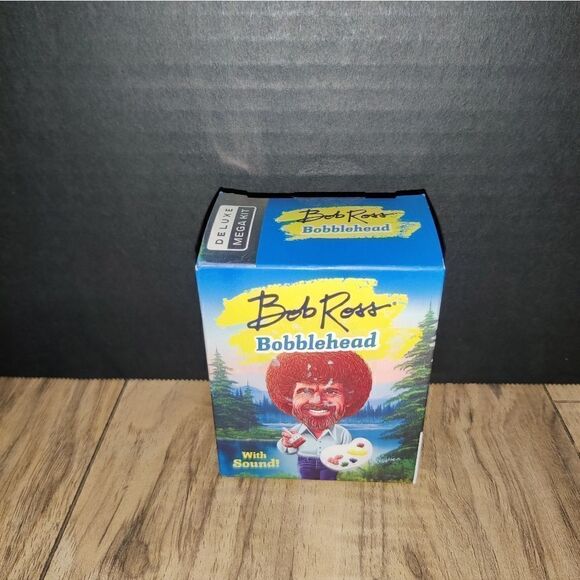 DELUXE
MEGA KIT
Bob Ross
Bobblehead
Bob Ross®
Bobblehead
With
Sound!